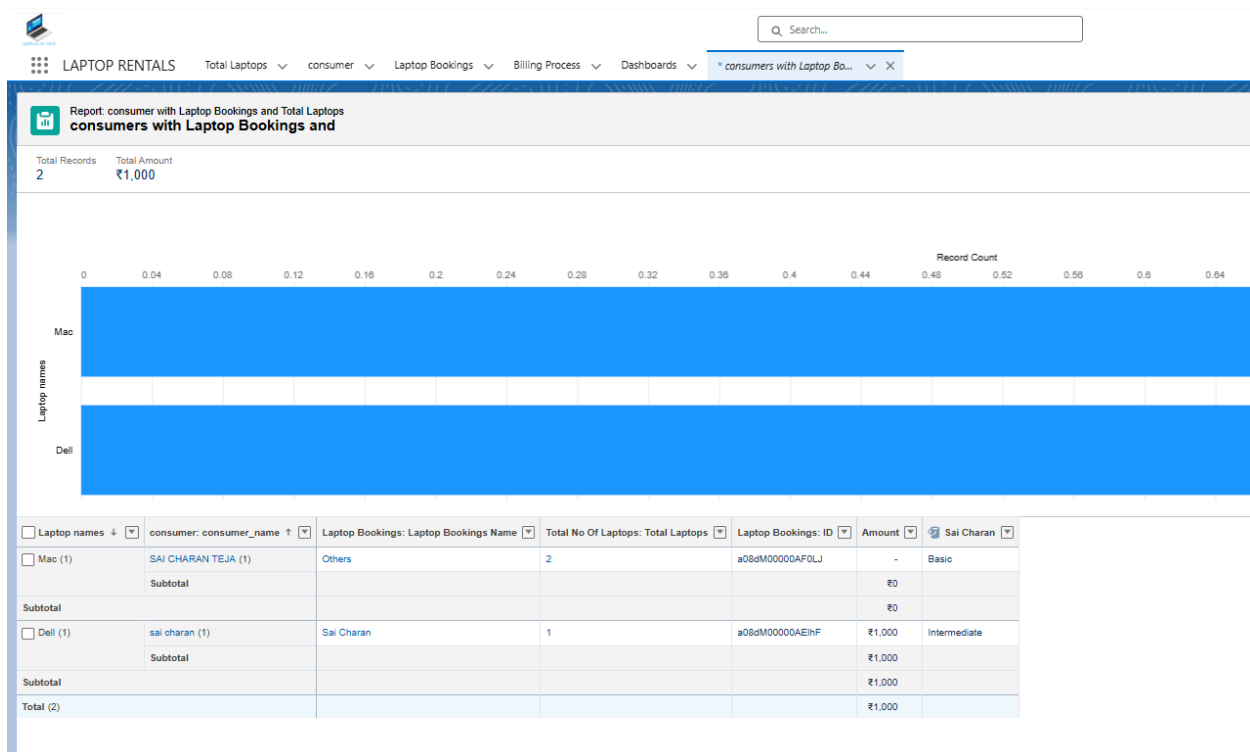 Search...
LAPTOP RENTALS Total Laptops consumer Laptop Bookings Billing Process Dashboards * consumers with Laptop Bo...
Report: consumer with Laptop Bookings and Total Laptops
consumers with Laptop Bookings and
Total Records Total Amount
2 ₹1,000
Record Count
0 0.04 0.08 0.12 0.16 0.2 0.24 0.28 0.32 0.36 0.4 0.44 0.48 0.52 0.56 0.6 0.64
Mac
Laptop names
Dell
Laptop names consumer: consumer_name Laptop Bookings: Laptop Bookings Name Total No Of Laptops: Total Laptops Laptop Bookings: ID Amount Sai Charan
Mac (1) SAI CHARAN TEJA (1) Others 2 a08dM00000AF0LJ - Basic
Subtotal ₹0
Subtotal ₹0
Dell (1) sai charan (1) Sai Charan 1 a08dM00000AEIhF ₹1,000 Intermediate
Subtotal ₹1,000
Subtotal ₹1,000
Total (2) ₹1,000